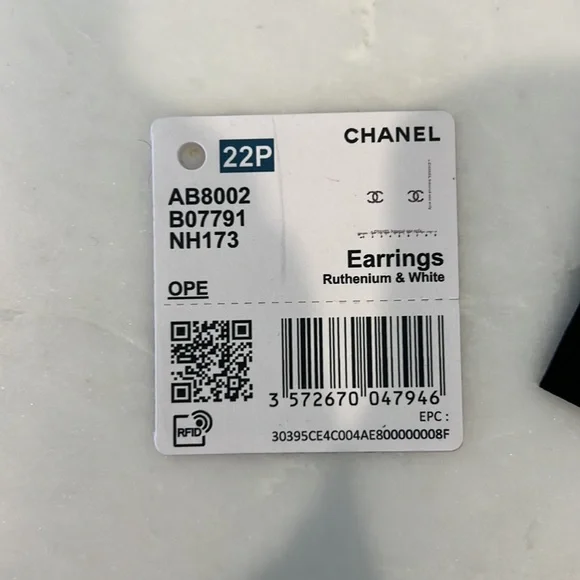 22P
CHANEL
AB8002
B07791
NH173
Earrings
Ruthenium & White
OPE
3 572670 047946
RFID
EPC :
30395CE4C004AE800000008F